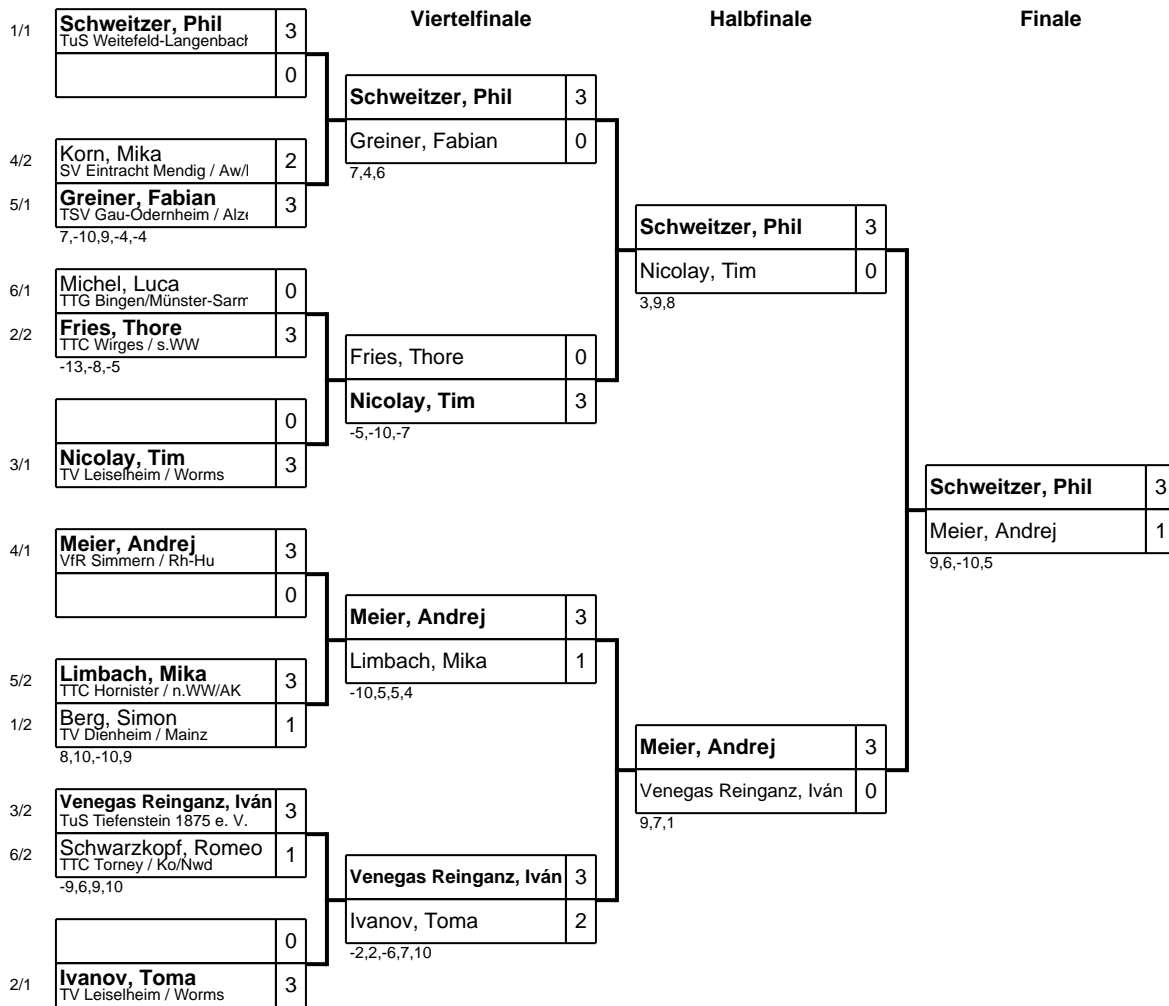 Viertelfinale
Halbfinale
Finale
1/1
Schweitzer, Phil 3
TuS Weitefeld-Langenbach
0
4/2
Korn, Mika 2
SV Eintracht Mendig / Aw/
5/1
Greiner, Fabian 3
TSV Gau-Odernheim / Alze
7,-10,9,-4,-4
6/1
Michel, Luca 0
TTG Bingen/Münster-Sarm
2/2
Fries, Thore 3
TTC Wirges / s.WW
-13,-8,-5
0
3/1
Nicolay, Tim 3
TV Leiselheim / Worms
4/1
Meier, Andrej 3
VfR Simmern / Rh-Hu
0
5/2
Limbach, Mika 3
TTC Hornister / n.WW/AK
1/2
Berg, Simon 1
TV Dienheim / Mainz
8,10,-10,9
3/2
Venegas Reinganz, Iván 3
TuS Tiefenstein 1875 e. V.
6/2
Schwarzkopf, Romeo 1
TTC Torney / Ko/Nwd
-9,6,9,10
0
2/1
Ivanov, Toma 3
TV Leiselheim / Worms
Schweitzer, Phil 3
Greiner, Fabian 0
7,4,6
Fries, Thore 0
Nicolay, Tim 3
-5,-10,-7
Meier, Andrej 3
Limbach, Mika 1
-10,5,5,4
Venegas Reinganz, Iván 3
Ivanov, Toma 2
-2,2,-6,7,10
Schweitzer, Phil 3
Nicolay, Tim 0
3,9,8
Meier, Andrej 3
Venegas Reinganz, Iván 0
9,7,1
Schweitzer, Phil 3
Meier, Andrej 1
9,6,-10,5